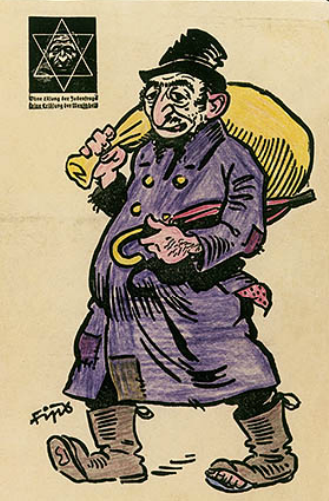 Ohne Lösung der Judenfrage
Keine Erlösung der Menschheit
Fips